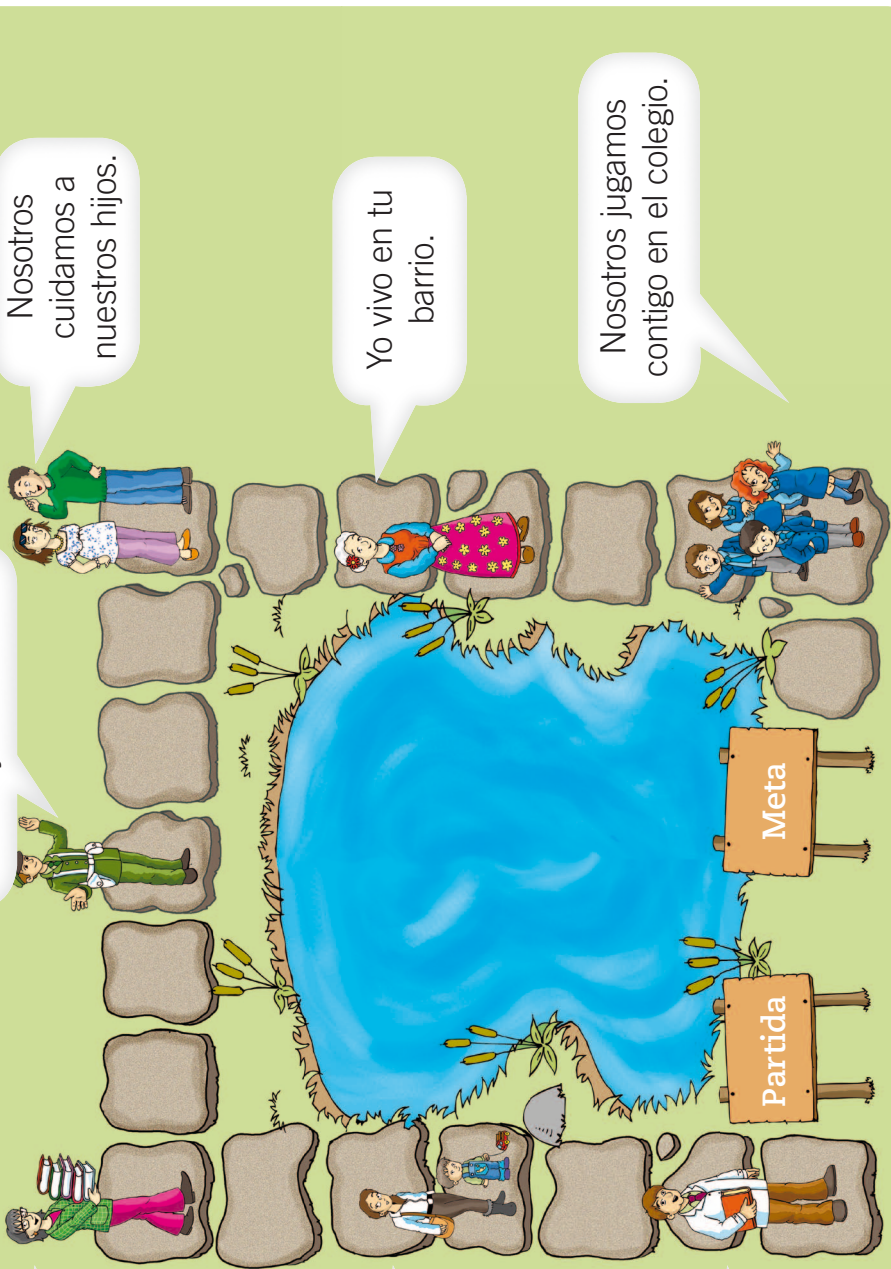 Nosotros
cuidamos a
nuestros hijos.
Yo vivo en tu
barrio.
Nosotros jugamos
contigo en el colegio.
Meta
Partida